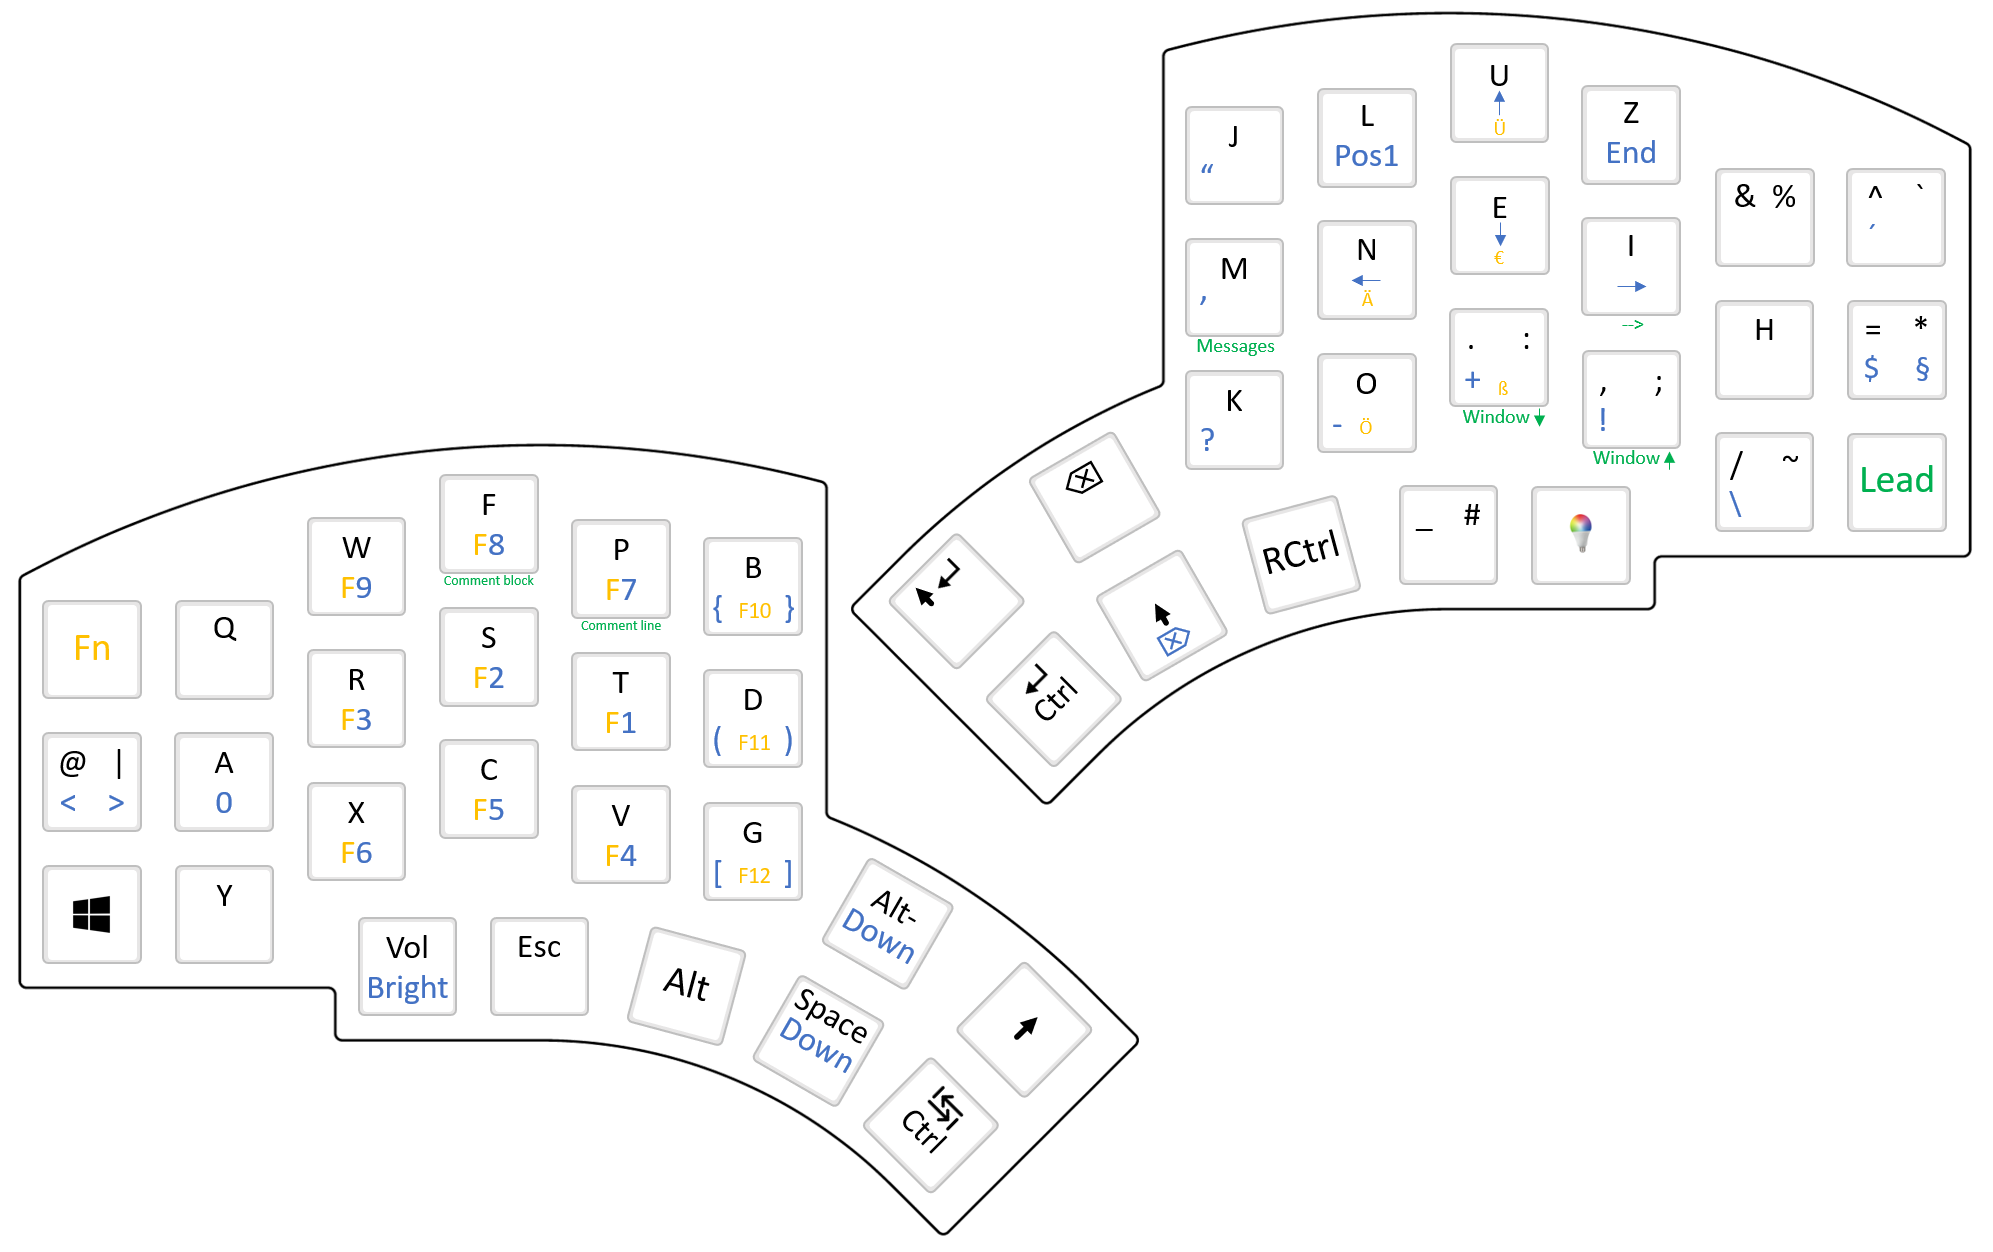 Fn
Q
W
F9
F
F8
Comment block
P
F7
Comment line
B
{ F10 }
@ |
< >
A
0
R
F3
S
F2
T
F1
D
( F11 )
Y
X
F6
C
F5
V
F4
G
[ F12 ]
Vol
Bright
Esc
Alt
Alt-
Down
Space
Down
Ctrl
J
“
L
Pos1
U
Ü
Z
End
& %
^ `
´
M
,
Messages
N
Ä
E
€
I
-->
H
= *
$ §
K
?
O
- Ö
. :
+ ß
Window
, ;
!
Window
/ ~
\
Lead
RCtrl
_ #
Ctrl